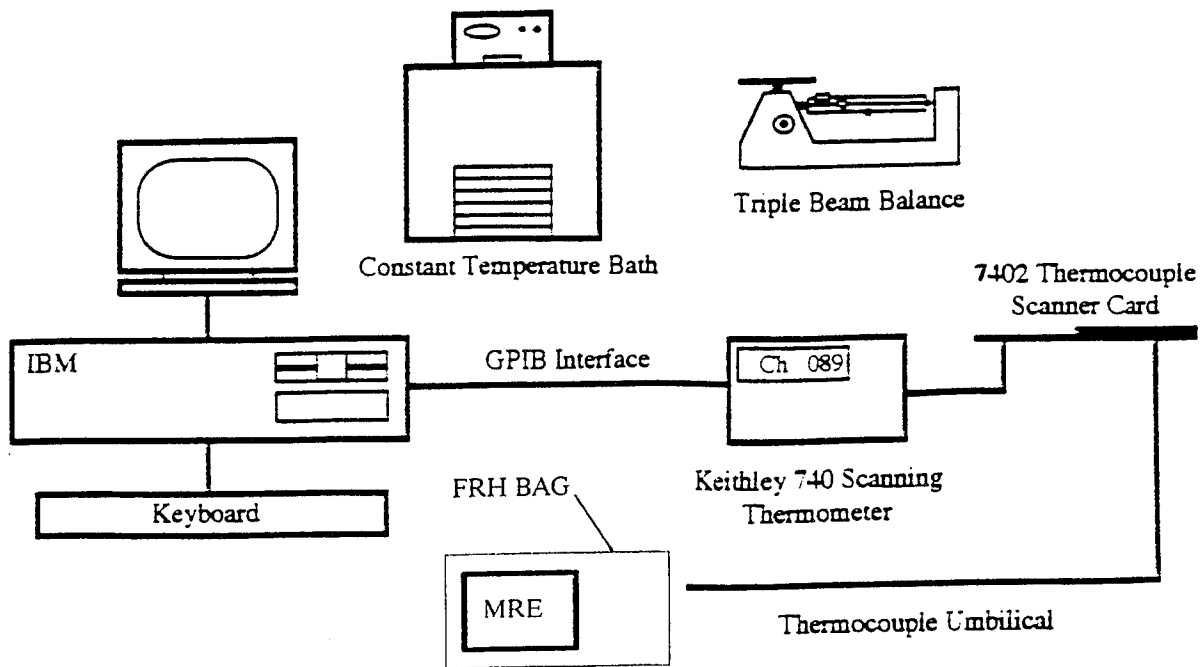 Constant Temperature Bath
Triple Beam Balance
7402 Thermocouple
Scanner Card
IBM
GPIB Interface
Ch 089
Keyboard
FRH BAG
Keithley 740 Scanning
Thermometer
MRE
Thermocouple Umbilical